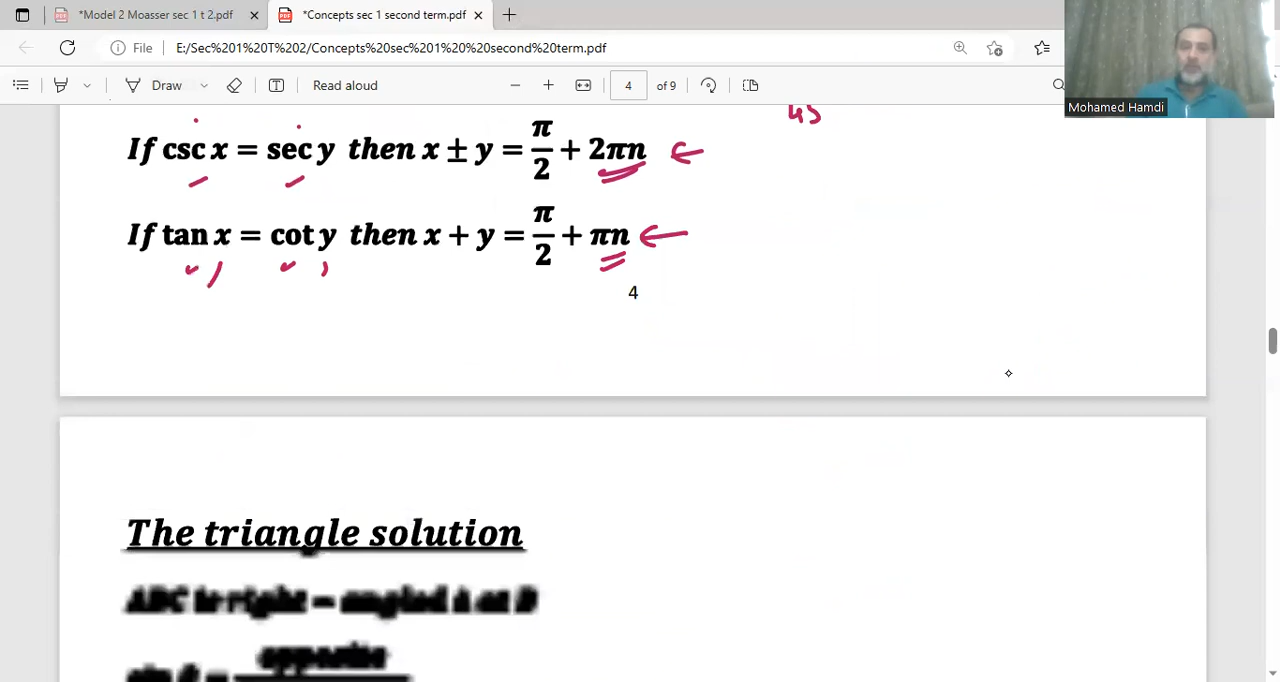 *Model 2 Moasser sec 1 t 2.pdf
*Concepts sec 1 second term.pdf
File E:/Sec%201%20T%202/Concepts%20sec%201%20%20second%20term.pdf
Draw Read aloud 4 of 9
Mohamed Hamdi
45
If csc x = sec y then x ± y = π/2 + 2πn
If tan x = cot y then x + y = π/2 + πn
4
The triangle solution
opposite